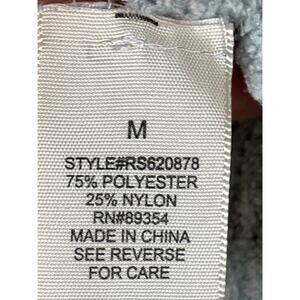 M
STYLE#RS620878
75% POLYESTER
25% NYLON
RN#89354
MADE IN CHINA
SEE REVERSE
FOR CARE